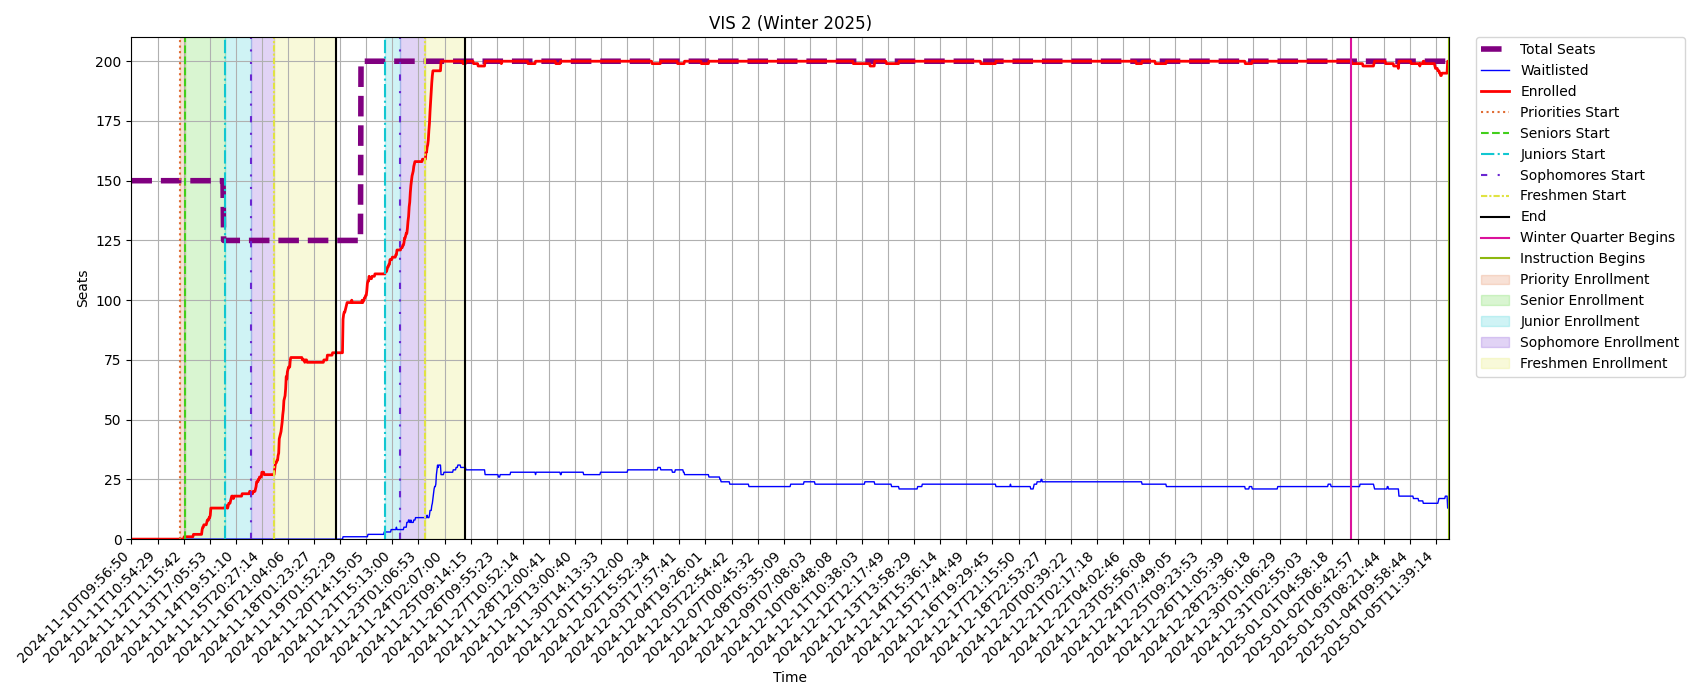 VIS 2 (Winter 2025)
Seats
200
175
150
125
100
75
50
25
0
2024-11-10T09:56:50
2024-11-11T10:54:29
2024-11-12T11:15:42
2024-11-13T17:05:53
2024-11-14T19:51:10
2024-11-15T20:27:14
2024-11-16T21:04:06
2024-11-18T01:23:27
2024-11-19T01:52:29
2024-11-20T14:15:05
2024-11-21T15:13:00
2024-11-23T01:06:53
2024-11-24T02:07:00
2024-11-25T09:14:15
2024-11-26T09:55:23
2024-11-27T10:52:14
2024-11-28T12:00:41
2024-11-29T13:00:40
2024-11-30T14:13:33
2024-12-01T15:12:00
2024-12-02T15:52:34
2024-12-03T17:57:41
2024-12-04T19:26:01
2024-12-05T22:54:42
2024-12-07T00:45:32
2024-12-08T05:35:09
2024-12-09T07:08:03
2024-12-10T08:48:08
2024-12-11T10:38:03
2024-12-12T12:17:49
2024-12-13T13:58:29
2024-12-14T15:36:14
2024-12-15T17:44:49
2024-12-16T19:29:45
2024-12-17T21:15:50
2024-12-18T22:53:27
2024-12-20T00:39:22
2024-12-21T02:17:18
2024-12-22T04:02:46
2024-12-23T05:56:08
2024-12-24T07:49:05
2024-12-25T09:23:53
2024-12-26T11:05:39
2024-12-28T23:36:18
2024-12-30T01:06:29
2024-12-31T02:55:03
2025-01-01T04:58:18
2025-01-02T06:42:57
2025-01-03T08:21:44
2025-01-04T09:58:44
2025-01-05T11:39:14
Time
Total Seats
Waitlisted
Enrolled
Priorities Start
Seniors Start
Juniors Start
Sophomores Start
Freshmen Start
End
Winter Quarter Begins
Instruction Begins
Priority Enrollment
Senior Enrollment
Junior Enrollment
Sophomore Enrollment
Freshmen Enrollment